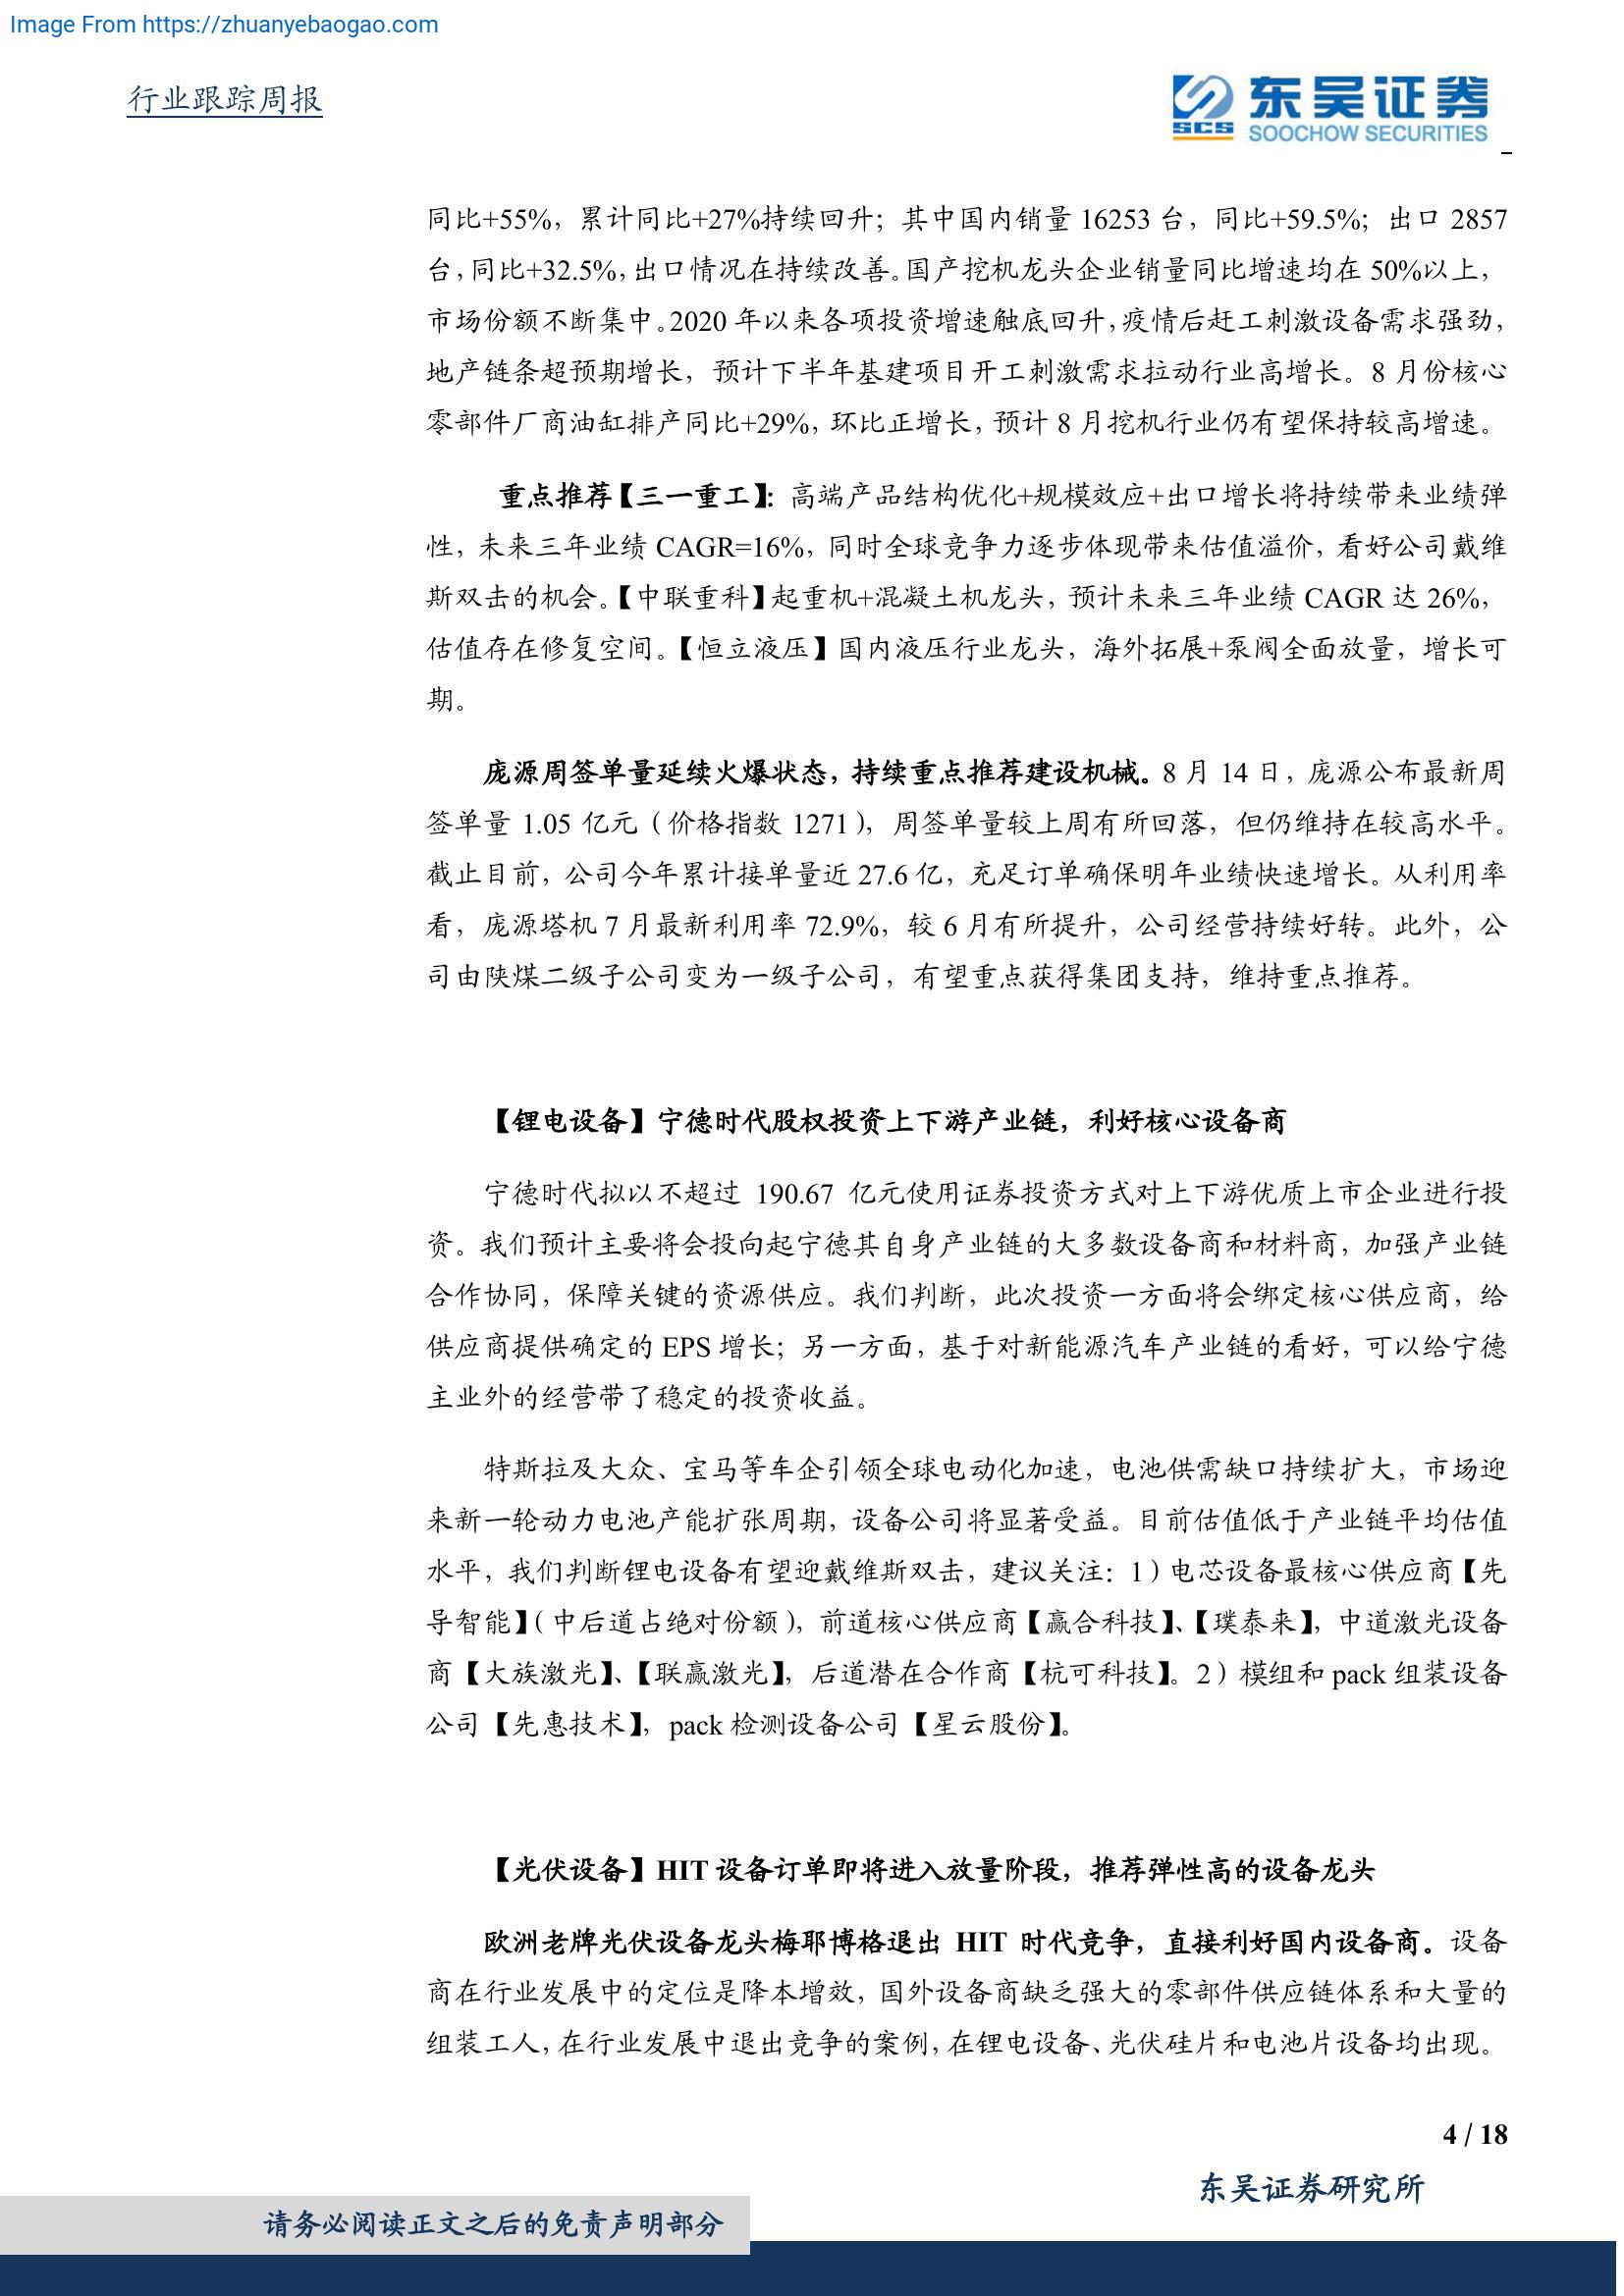 Image From https://zhuanyebaogao.com
行业跟踪周报
SCS
东吴证券
SOOCHOW SECURITIES
同比+55%，累计同比+27%持续回升；其中国内销量 16253 台，同比+59.5%；出口 2857
台，同比+32.5%，出口情况在持续改善。国产挖机龙头企业销量同比增速均在 50%以上，
市场份额不断集中。2020 年以来各项投资增速触底回升，疫情后赶工刺激设备需求强劲，
地产链条超预期增长，预计下半年基建项目开工刺激需求拉动行业高增长。8 月份核心
零部件厂商油缸排产同比+29%，环比正增长，预计 8 月挖机行业仍有望保持较高增速。
重点推荐【三一重工】：高端产品结构优化+规模效应+出口增长将持续带来业绩弹
性，未来三年业绩 CAGR=16%，同时全球竞争力逐步体现带来估值溢价，看好公司戴维
斯双击的机会。【中联重科】起重机+混凝土机龙头，预计未来三年业绩 CAGR 达 26%，
估值存在修复空间。【恒立液压】国内液压行业龙头，海外拓展+泵阀全面放量，增长可
期。
庞源周签单量延续火爆状态，持续重点推荐建设机械。8 月 14 日，庞源公布最新周
签单量 1.05 亿元（价格指数 1271），周签单量较上周有所回落，但仍维持在较高水平。
截止目前，公司今年累计接单量近 27.6 亿，充足订单确保明年业绩快速增长。从利用率
看，庞源塔机 7 月最新利用率 72.9%，较 6 月有所提升，公司经营持续好转。此外，公
司由陕煤二级子公司变为一级子公司，有望重点获得集团支持，维持重点推荐。
【锂电设备】宁德时代股权投资上下游产业链，利好核心设备商
宁德时代拟以不超过 190.67 亿元使用证券投资方式对上下游优质上市企业进行投
资。我们预计主要将会投向起宁德其自身产业链的大多数设备商和材料商，加强产业链
合作协同，保障关键的资源供应。我们判断，此次投资一方面将会绑定核心供应商，给
供应商提供确定的 EPS 增长；另一方面，基于对新能源汽车产业链的看好，可以给宁德
主业外的经营带了稳定的投资收益。
特斯拉及大众、宝马等车企引领全球电动化加速，电池供需缺口持续扩大，市场迎
来新一轮动力电池产能扩张周期，设备公司将显著受益。目前估值低于产业链平均估值
水平，我们判断锂电设备有望迎戴维斯双击，建议关注：1）电芯设备最核心供应商【先
导智能】（中后道占绝对份额），前道核心供应商【赢合科技】、【璞泰来】，中道激光设备
商【大族激光】、【联赢激光】，后道潜在合作商【杭可科技】。2）模组和 pack 组装设备
公司【先惠技术】，pack 检测设备公司【星云股份】。
【光伏设备】HIT 设备订单即将进入放量阶段，推荐弹性高的设备龙头
欧洲老牌光伏设备龙头梅耶博格退出 HIT 时代竞争，直接利好国内设备商。设备
商在行业发展中的定位是降本增效，国外设备商缺乏强大的零部件供应链体系和大量的
组装工人，在行业发展中退出竞争的案例，在锂电设备、光伏硅片和电池片设备均出现。
4 / 18
东吴证券研究所
请务必阅读正文之后的免责声明部分